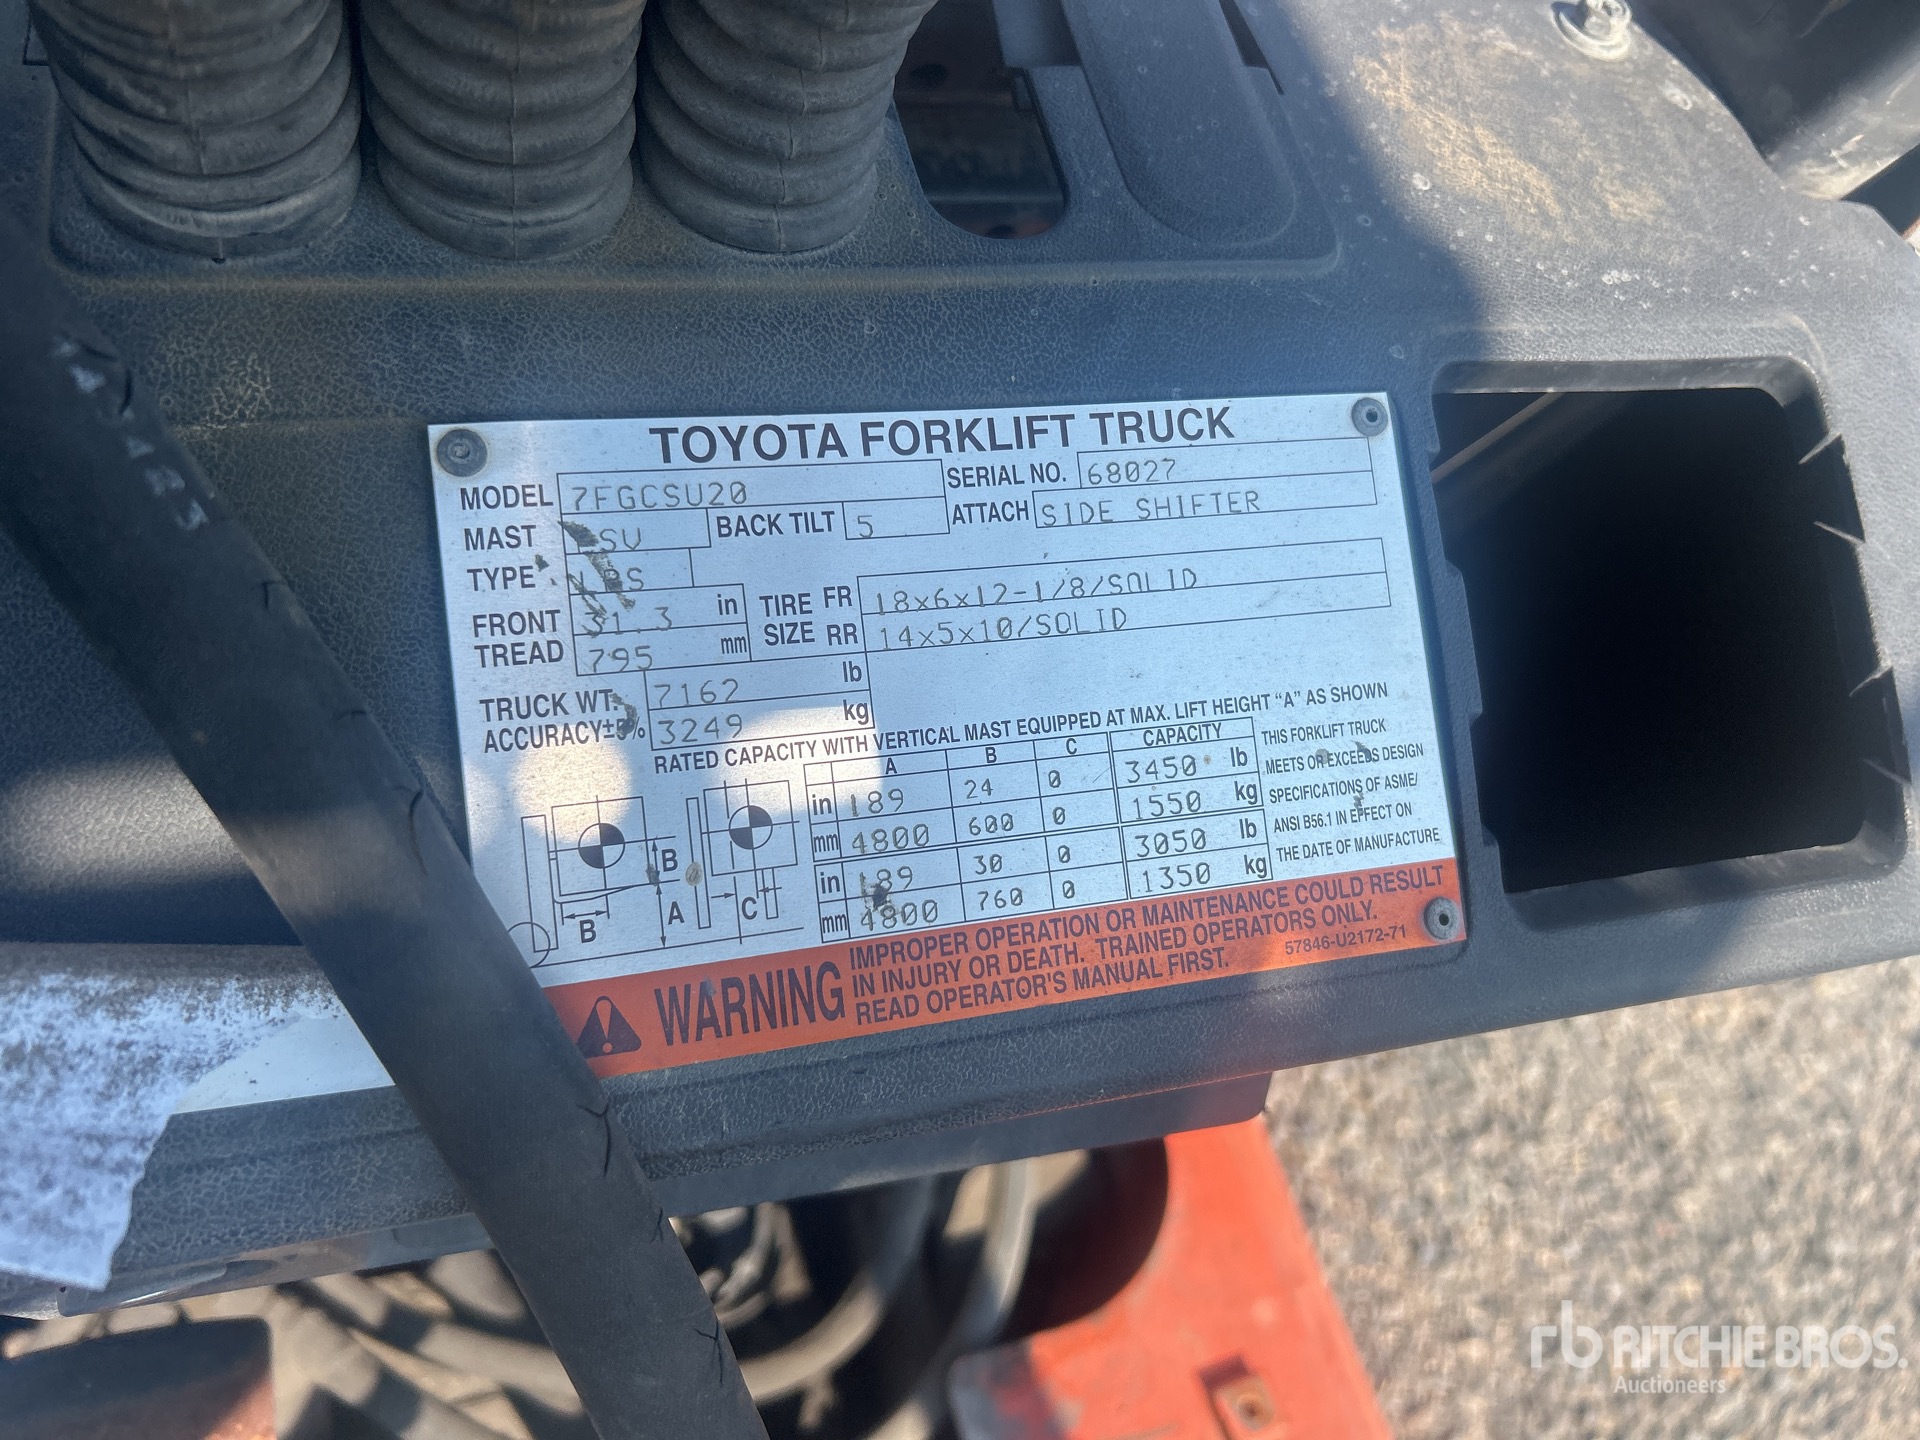 TOYOTA FORKLIFT TRUCK
MODEL 7FGCSU20 SERIAL NO. 68027
MAST FSV BACK TILT 5 ATTACH SIDE SHIFTER
TYPE LPS
FRONT TREAD 31.3 in 795 mm
TIRE SIZE FR 18x6x12-1/8/SOLID
RR 14x5x10/SOLID
TRUCK WT. ACCURACY±5% 7162 lb 3249 kg
RATED CAPACITY WITH VERTICAL MAST EQUIPPED AT MAX. LIFT HEIGHT "A" AS SHOWN
A B C CAPACITY
in 189 24 0 3450 lb
mm 4800 600 0 1550 kg
in 189 30 0 3050 lb
mm 4800 760 0 1350 kg
B A C B
THIS FORKLIFT TRUCK
MEETS OR EXCEEDS DESIGN
SPECIFICATIONS OF ASME/
ANSI B56.1 IN EFFECT ON
THE DATE OF MANUFACTURE
WARNING
IMPROPER OPERATION OR MAINTENANCE COULD RESULT
IN INJURY OR DEATH. TRAINED OPERATORS ONLY.
READ OPERATOR'S MANUAL FIRST.
57846-U2172-71
rb RITCHIE BROS.
Auctioneers